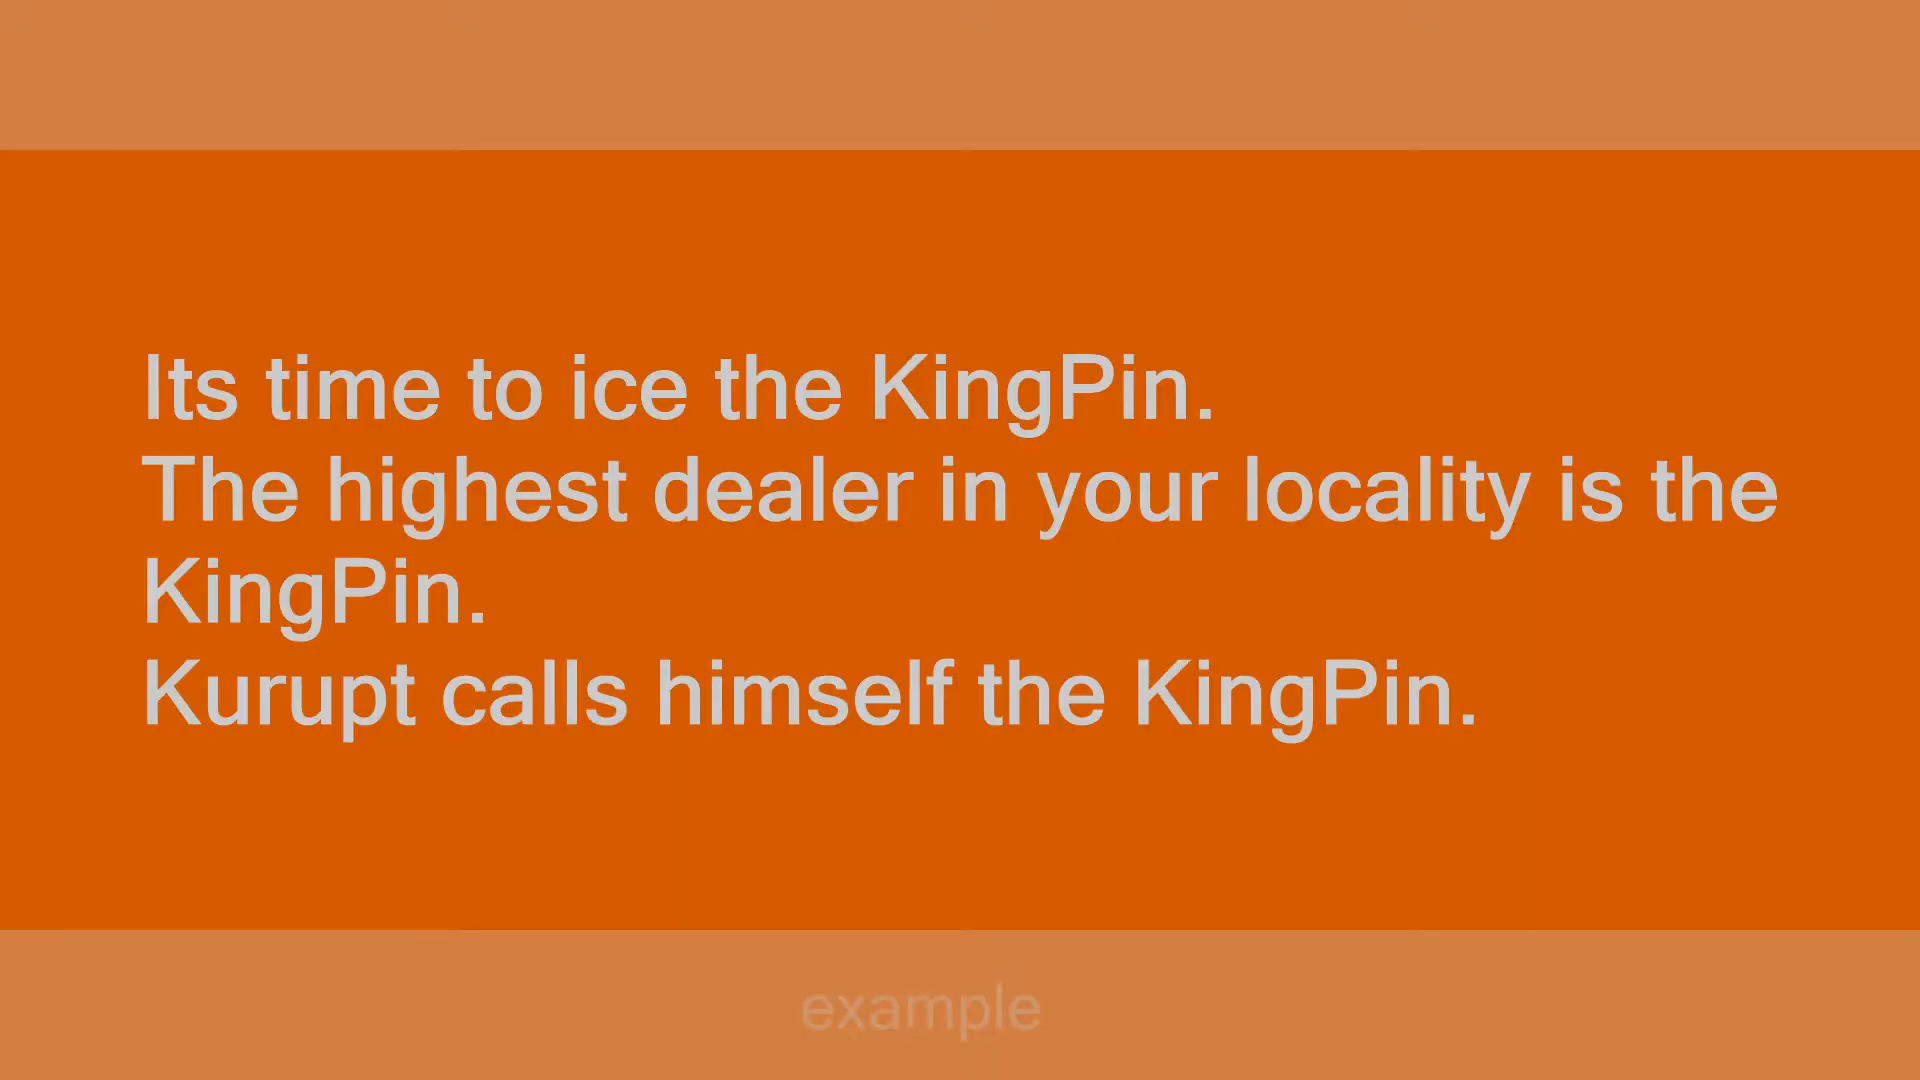 Its time to ice the KingPin.
The highest dealer in your locality is the
KingPin.
Kurupt calls himself the KingPin.
example